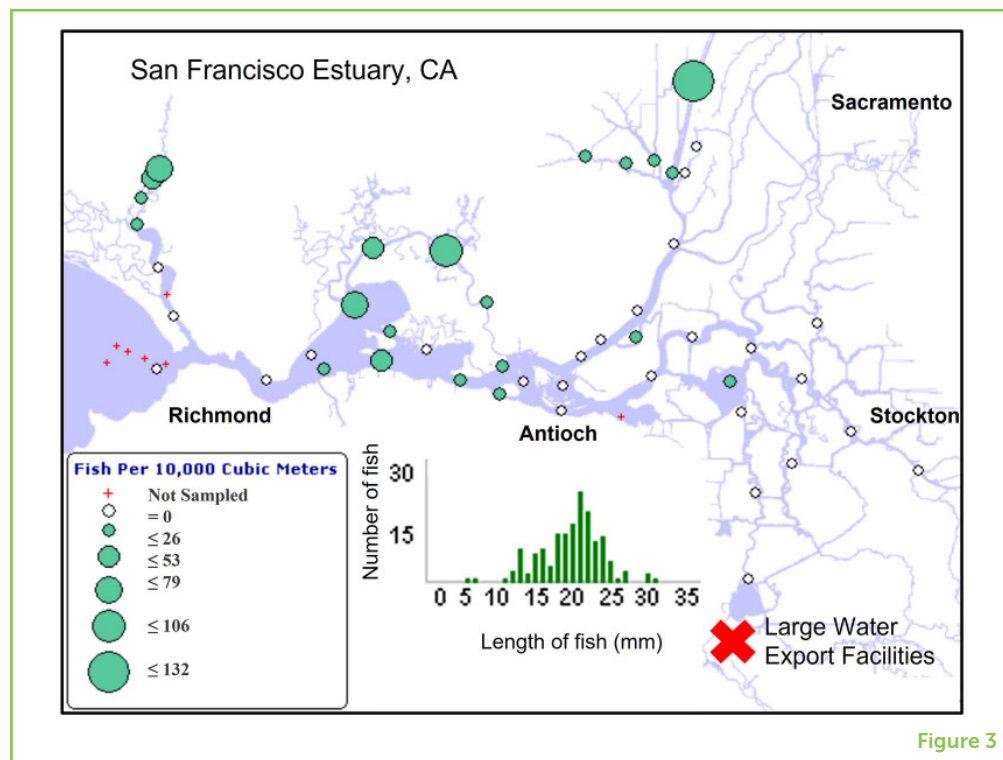 San Francisco Estuary, CA
Sacramento
Richmond
Antioch
Stockton
Fish Per 10,000 Cubic Meters
Not Sampled
= 0
≤ 26
≤ 53
≤ 79
≤ 106
≤ 132
Number of fish
30
15
0 5 10 15 20 25 30 35
Length of fish (mm)
Large Water
Export Facilities
Figure 3